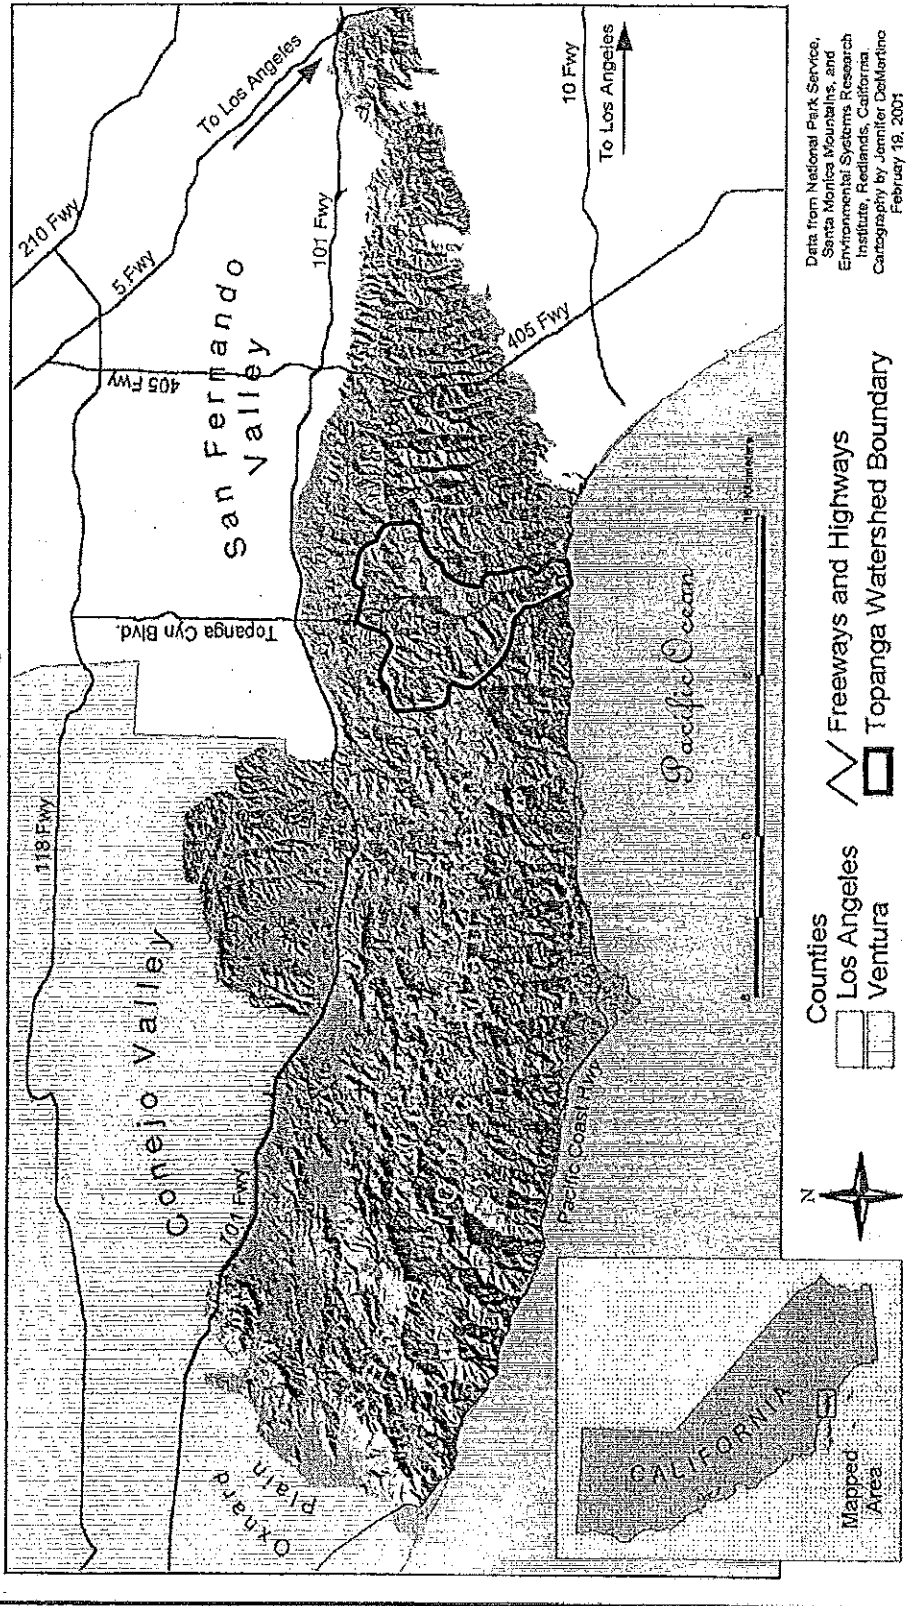 210 Fwy
5 Fwy
To Los Angeles
118 Fwy
Conejo Valley
San Fernando
Valley
405 Fwy
101 Fwy
Topanga Cyn Blvd.
101 Fwy
Oxnard
plain
405 Fwy
10 Fwy
To Los Angeles
Pacific Coast Hwy
Pacific Ocean
CALIFORNIA
Mapped
Area
N
Counties
Los Angeles
Ventura
Freeways and Highways
Topanga Watershed Boundary
Data from National Park Service,
Santa Monica Mountains, and
Environmental Systems Research
Institute, Redlands, California.
Cartography by Jennifer DeMartino
February 19, 2001